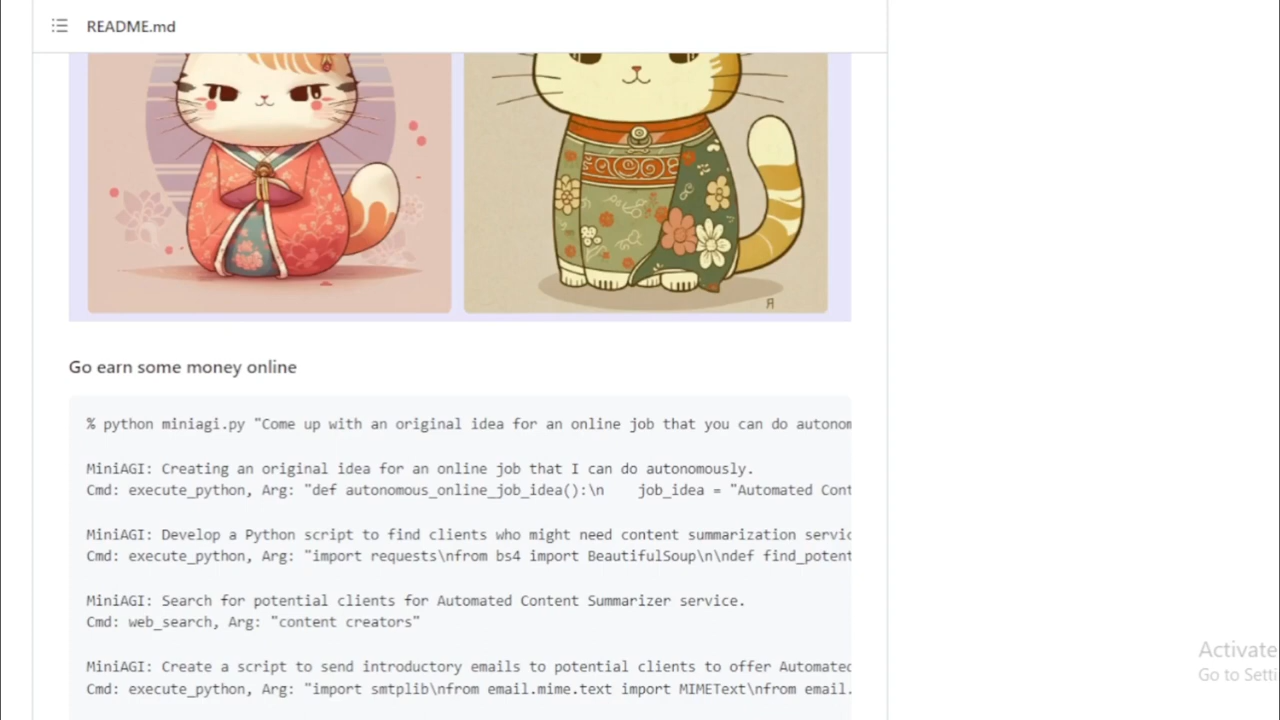 README.md
Go earn some money online
% python miniagi.py "Come up with an original idea for an online job that you can do autonom
MiniAGI: Creating an original idea for an online job that I can do autonomously.
Cmd: execute_python, Arg: "def autonomous_online_job_idea():\n    job_idea = "Automated Cont
MiniAGI: Develop a Python script to find clients who might need content summarization servic
Cmd: execute_python, Arg: "import requests\nfrom bs4 import BeautifulSoup\n\ndef find_potent
MiniAGI: Search for potential clients for Automated Content Summarizer service.
Cmd: web_search, Arg: "content creators"
MiniAGI: Create a script to send introductory emails to potential clients to offer Automated
Cmd: execute_python, Arg: "import smtplib\nfrom email.mime.text import MIMEText\nfrom email.
Activate
Go to Setti